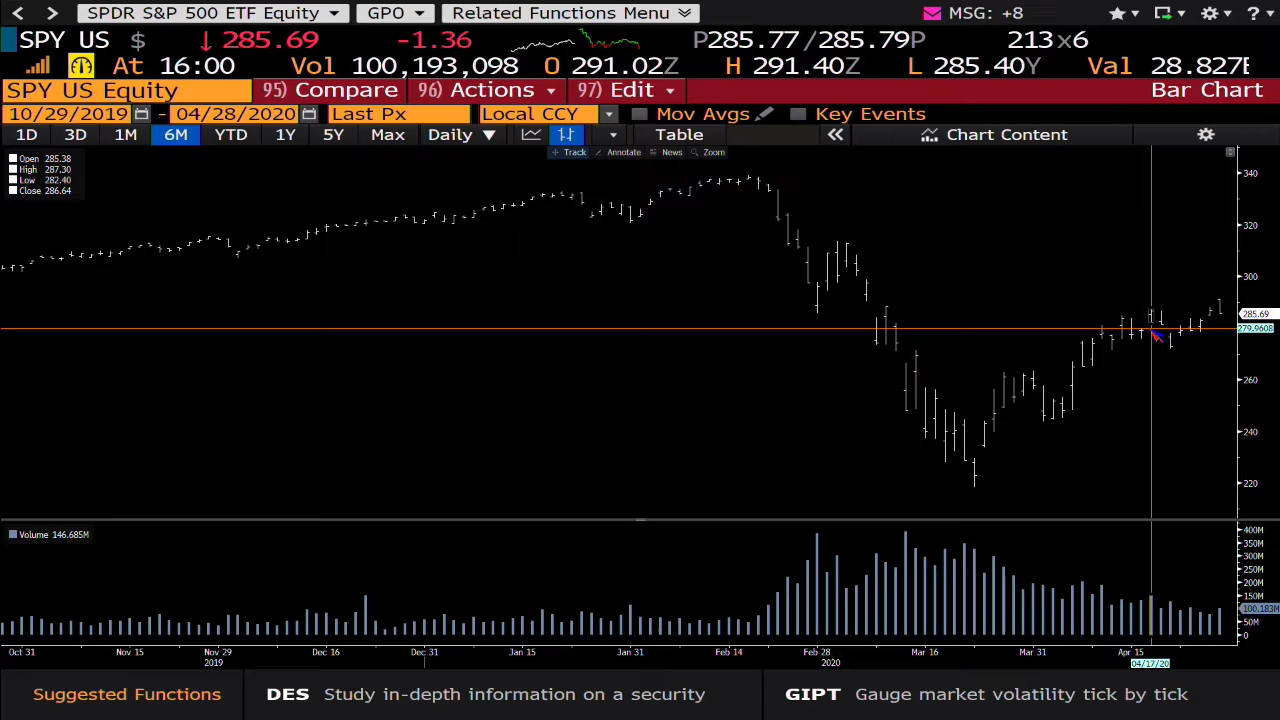 SPDR S&P 500 ETF Equity GPO Related Functions Menu MSG: +8 ?
SPY US $ ↓ 285.69 -1.36 P285.77/285.79P 213x6
At 16:00 Vol 100,193,098 O 291.02Z H 291.40Z L 285.40Y Val 28.827
SPY US Equity 95) Compare 96) Actions 97) Edit Bar Chart
10/29/2019 - 04/28/2020 Last Px Local CCY Mov Avgs Key Events
1D 3D 1M 6M YTD 1Y 5Y Max Daily ▼ Table « Chart Content
+ Track Annotate News Zoom
Open 285.38
High 287.30
Low 282.40
Close 286.64
340
320
300
285.69
279.9608
260
240
220
Volume 146.685M
400M
350M
300M
250M
200M
150M
100.183M
50M
0
Oct 31 Nov 15 Nov 29 Dec 16 Dec 31 Jan 15 Jan 31 Feb 14 Feb 28 Mar 16 Mar 31 Apr 15
2019 2020 04/17/20
Suggested Functions DES Study in-depth information on a security GIPT Gauge market volatility tick by tick